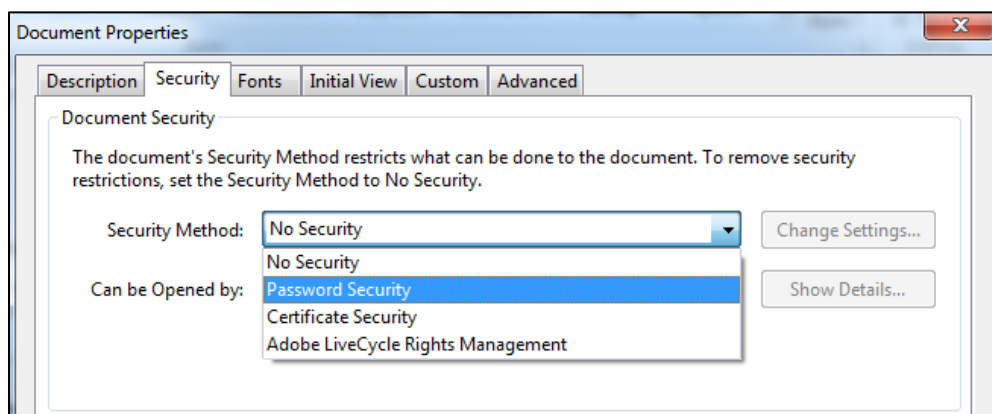 Document Properties
Description Security Fonts Initial View Custom Advanced
Document Security
The document's Security Method restricts what can be done to the document. To remove security
restrictions, set the Security Method to No Security.
Security Method: No Security Change Settings...
No Security
Can be Opened by: Password Security Show Details...
Certificate Security
Adobe LiveCycle Rights Management